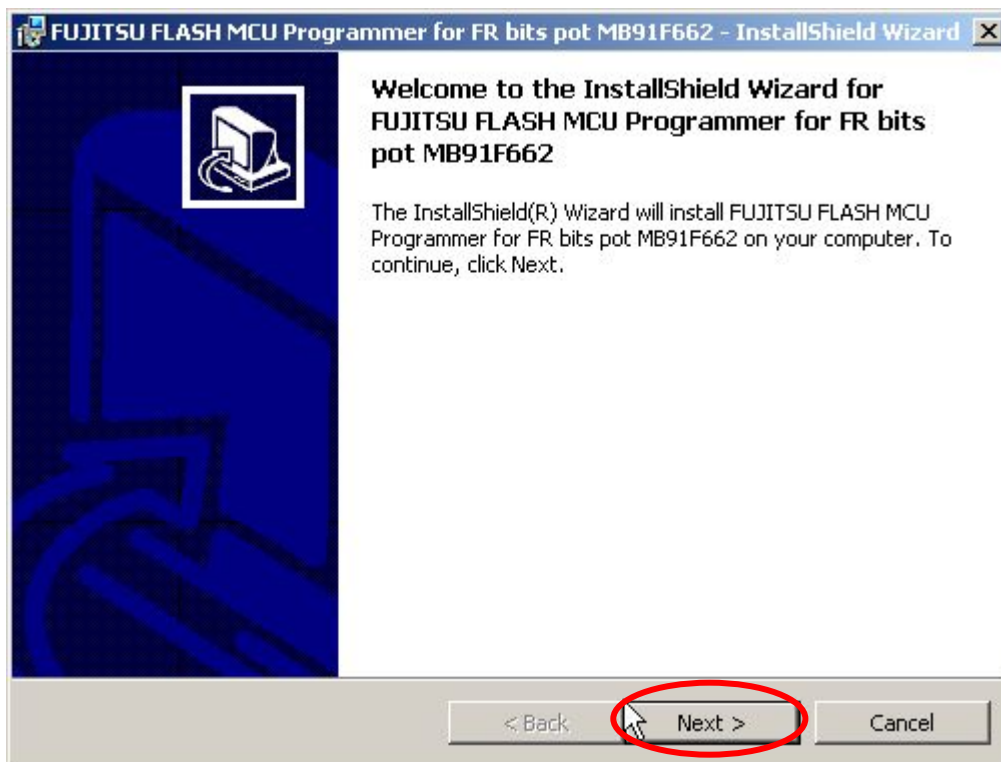 FUJITSU FLASH MCU Programmer for FR bits pot MB91F662 - InstallShield Wizard
Welcome to the InstallShield Wizard for
FUJITSU FLASH MCU Programmer for FR bits
pot MB91F662
The InstallShield(R) Wizard will install FUJITSU FLASH MCU
Programmer for FR bits pot MB91F662 on your computer. To
continue, click Next.
< Back Next > Cancel